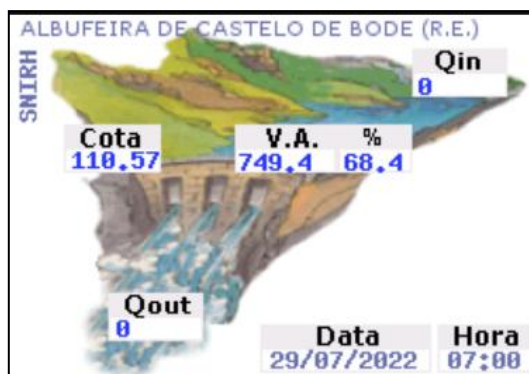 ALBUFEIRA DE CASTELO DE BODE (R.E.)
SNIRH
Qin
0
Cota V.A. %
110.57 749.4 68.4
Qout
0
Data Hora
29/07/2022 07:00